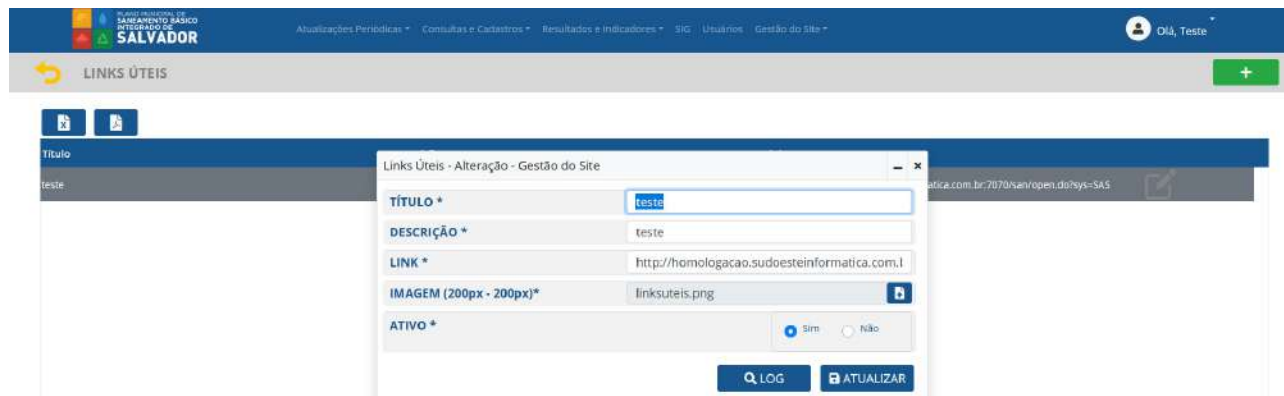 PLANO MUNICIPAL DE
SANEAMENTO BÁSICO
INTEGRADO DE
SALVADOR
Atualizações Periódicas Consultas e Cadastros Resultados e Indicadores SIG Usuários Gestão do Site
Olá, Teste
LINKS ÚTEIS
+
Título
teste
atica.com.br:7070/san/open.do?sys=SAS
Links Úteis - Alteração - Gestão do Site
TÍTULO *
teste
DESCRIÇÃO *
teste
LINK *
http://homologacao.sudoesteinformatica.com.l
IMAGEM (200px - 200px)*
linksuteis.png
ATIVO *
Sim Não
LOG ATUALIZAR